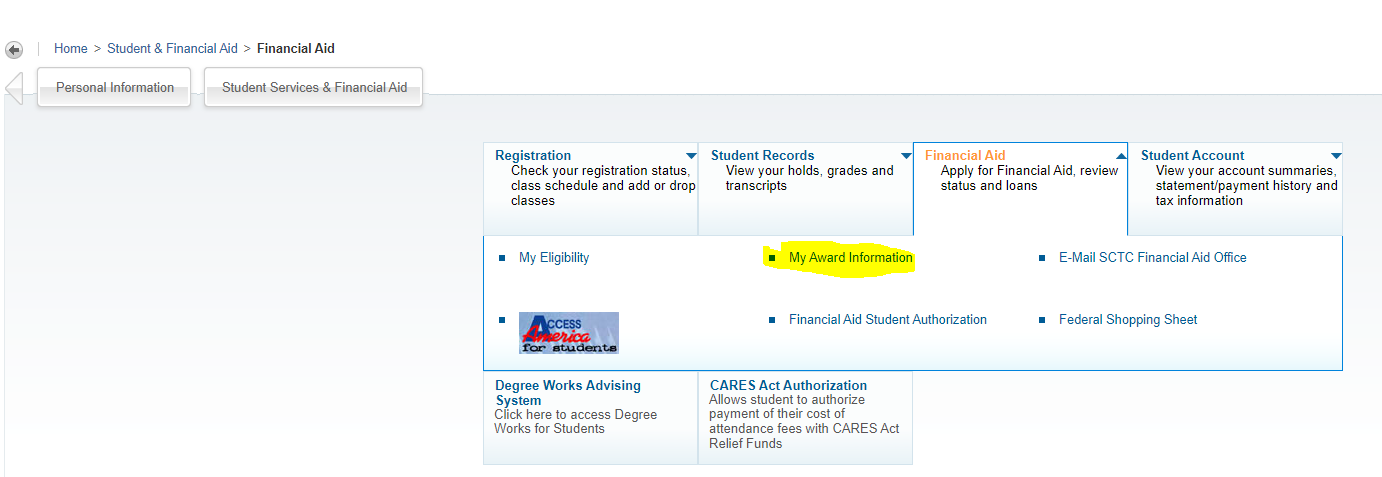 Home > Student & Financial Aid > Financial Aid
Personal Information
Student Services & Financial Aid
Registration
Check your registration status,
class schedule and add or drop
classes
Student Records
View your holds, grades and
transcripts
Financial Aid
Apply for Financial Aid, review
status and loans
Student Account
View your account summaries,
statement/payment history and
tax information
My Eligibility
My Award Information
E-Mail SCTC Financial Aid Office
ACCESS
America
for students
Financial Aid Student Authorization
Federal Shopping Sheet
Degree Works Advising
System
Click here to access Degree
Works for Students
CARES Act Authorization
Allows student to authorize
payment of their cost of
attendance fees with CARES Act
Relief Funds